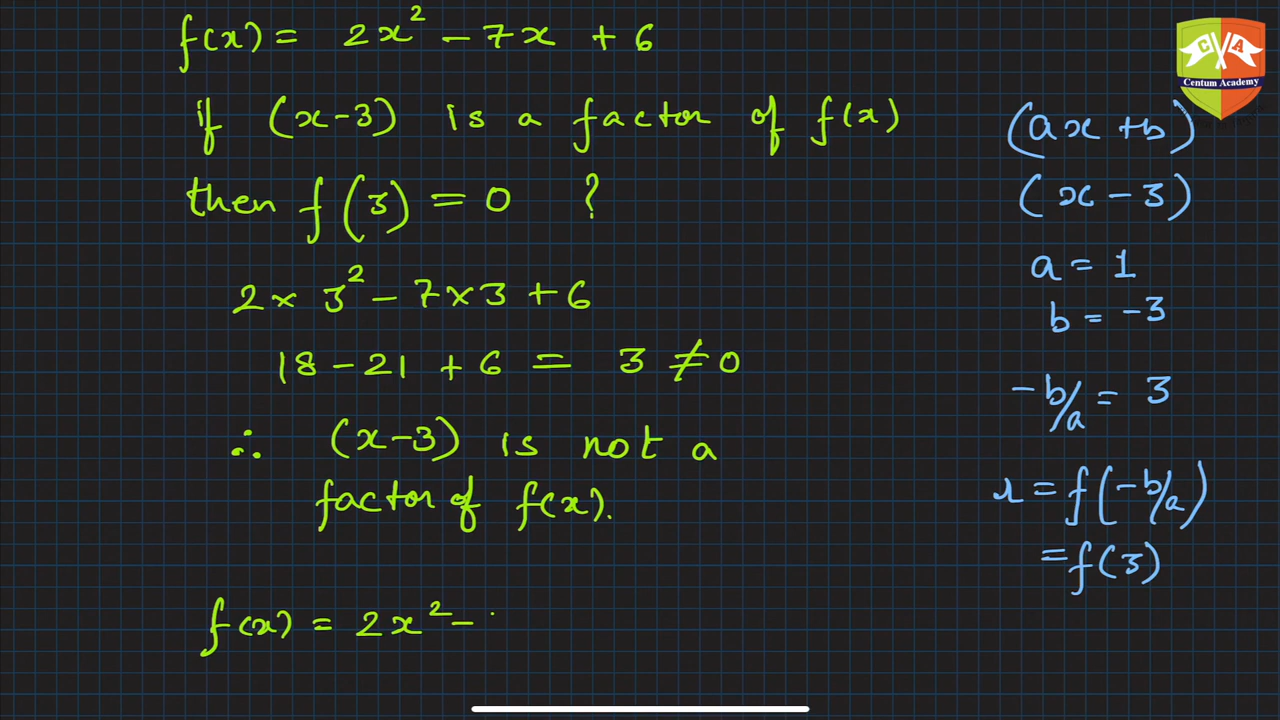 f(x) = 2x² - 7x + 6
if (x-3) is a factor of f(x)
then f(3) = 0 ?
2 × 3² - 7×3 + 6
18 - 21 + 6 = 3 ≠ 0
∴ (x-3) is not a
factor of f(x).
f(x) = 2x² -
C A
Centum Academy
(ax + b)
(x - 3)
a = 1
b = -3
-b/a = 3
r = f(-b/a)
= f(3)